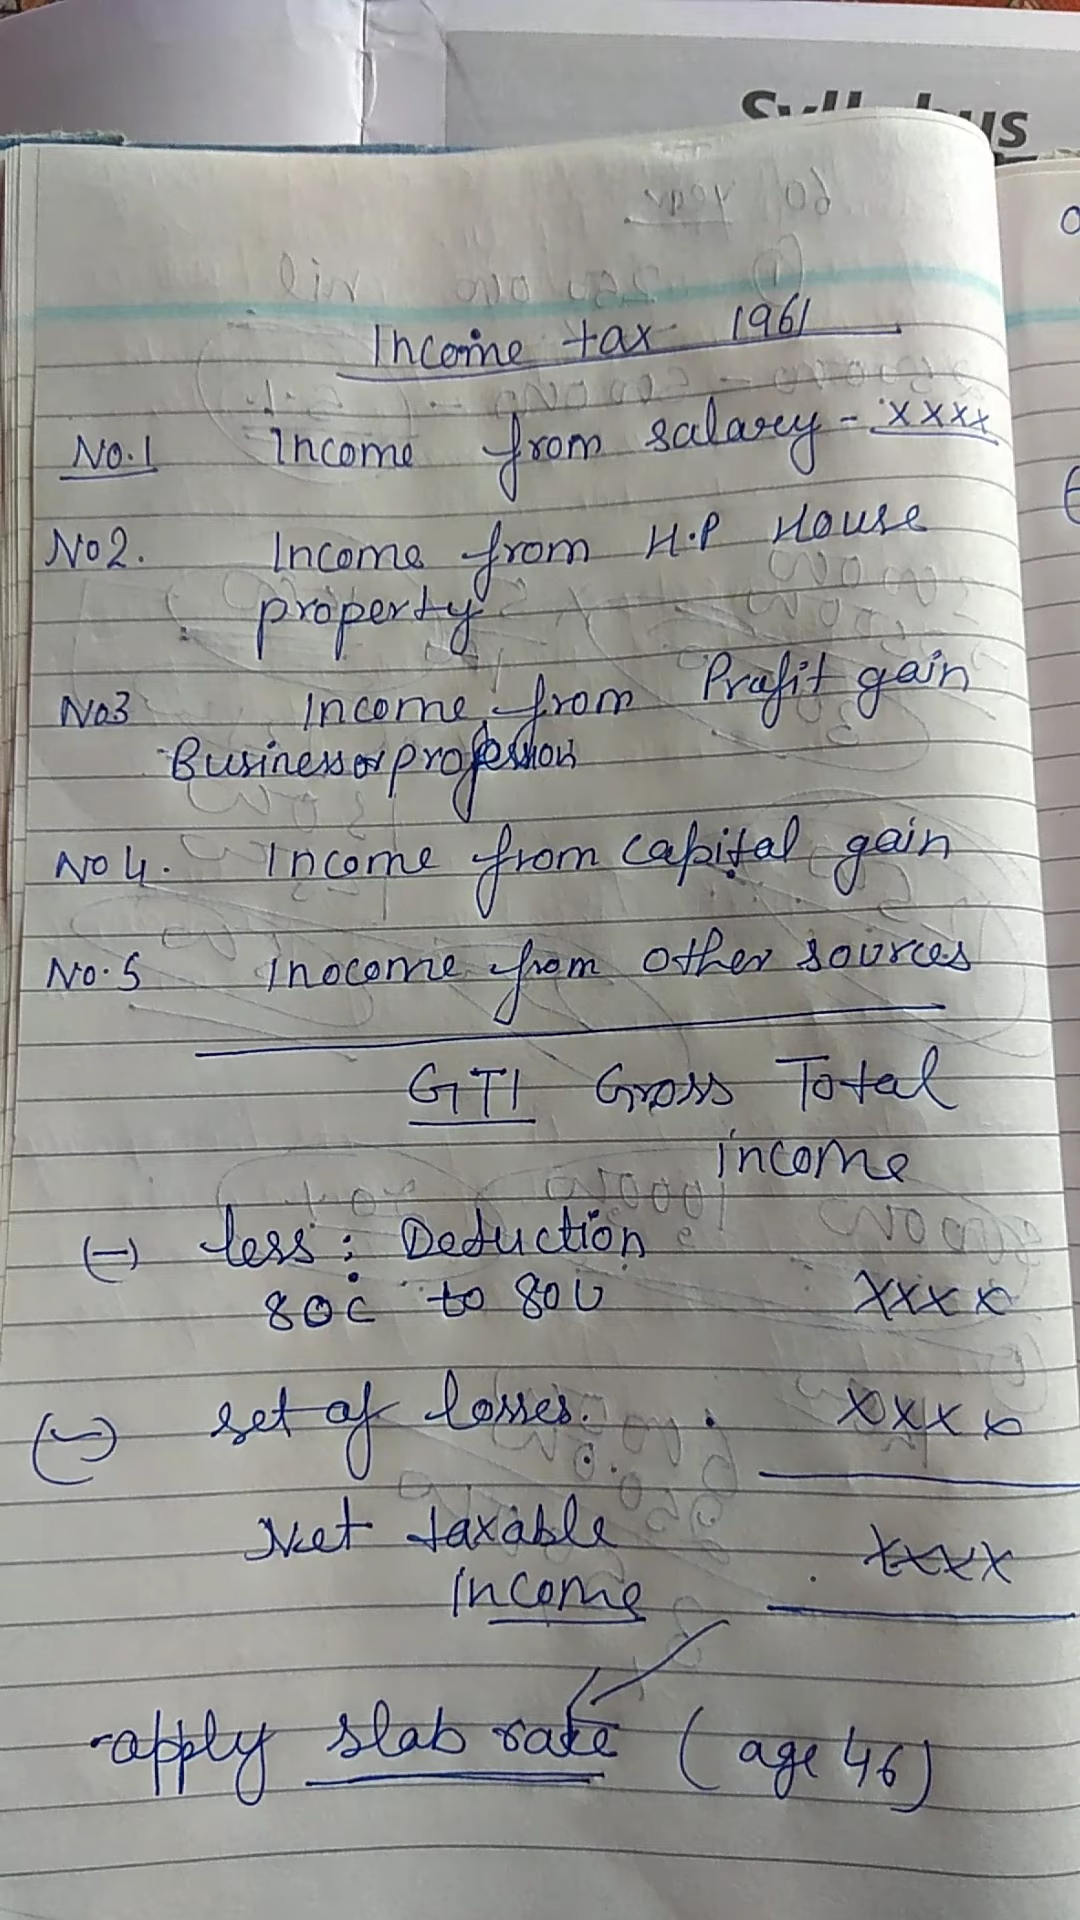 Syllabus
Income tax 1961
No.1 Income from salary - xxxx
No2. Income from H.P House
property
No3 Income from Profit gain
Business or profession
No 4. Income from capital gain
No.5 Inocome from other sources
GTI Gross Total
income
(-) less: Deduction
80C to 80U xxxx
(-) set of losses. xxxx
Net taxable
income xxxx
apply slab rate (age 46)